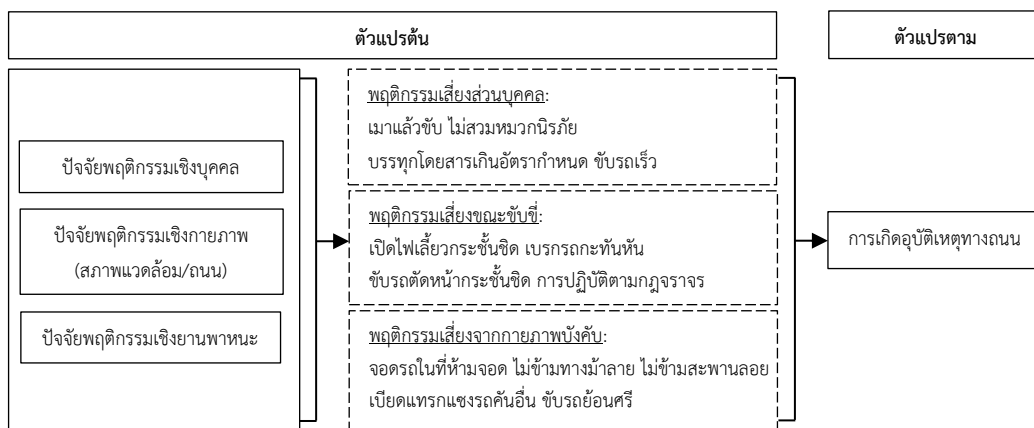 ตัวแปรต้น
ตัวแปรตาม
ปัจจัยพฤติกรรมเชิงบุคคล
ปัจจัยพฤติกรรมเชิงกายภาพ
(สภาพแวดล้อม/ถนน)
ปัจจัยพฤติกรรมเชิงยานพาหนะ
พฤติกรรมเสี่ยงส่วนบุคคล:
เมาแล้วขับ ไม่สวมหมวกนิรภัย
บรรทุกโดยสารเกินอัตรากำหนด ขับรถเร็ว
พฤติกรรมเสี่ยงขณะขับขี่:
เปิดไฟเลี้ยวกระชั้นชิด เบรกรถกะทันหัน
ขับรถตัดหน้ากระชั้นชิด การปฏิบัติตามกฎจราจร
พฤติกรรมเสี่ยงจากกายภาพบังคับ:
จอดรถในที่ห้ามจอด ไม่ข้ามทางม้าลาย ไม่ข้ามสะพานลอย
เบียดแทรกแซงรถคันอื่น ขับรถย้อนศรี
การเกิดอุบัติเหตุทางถนน